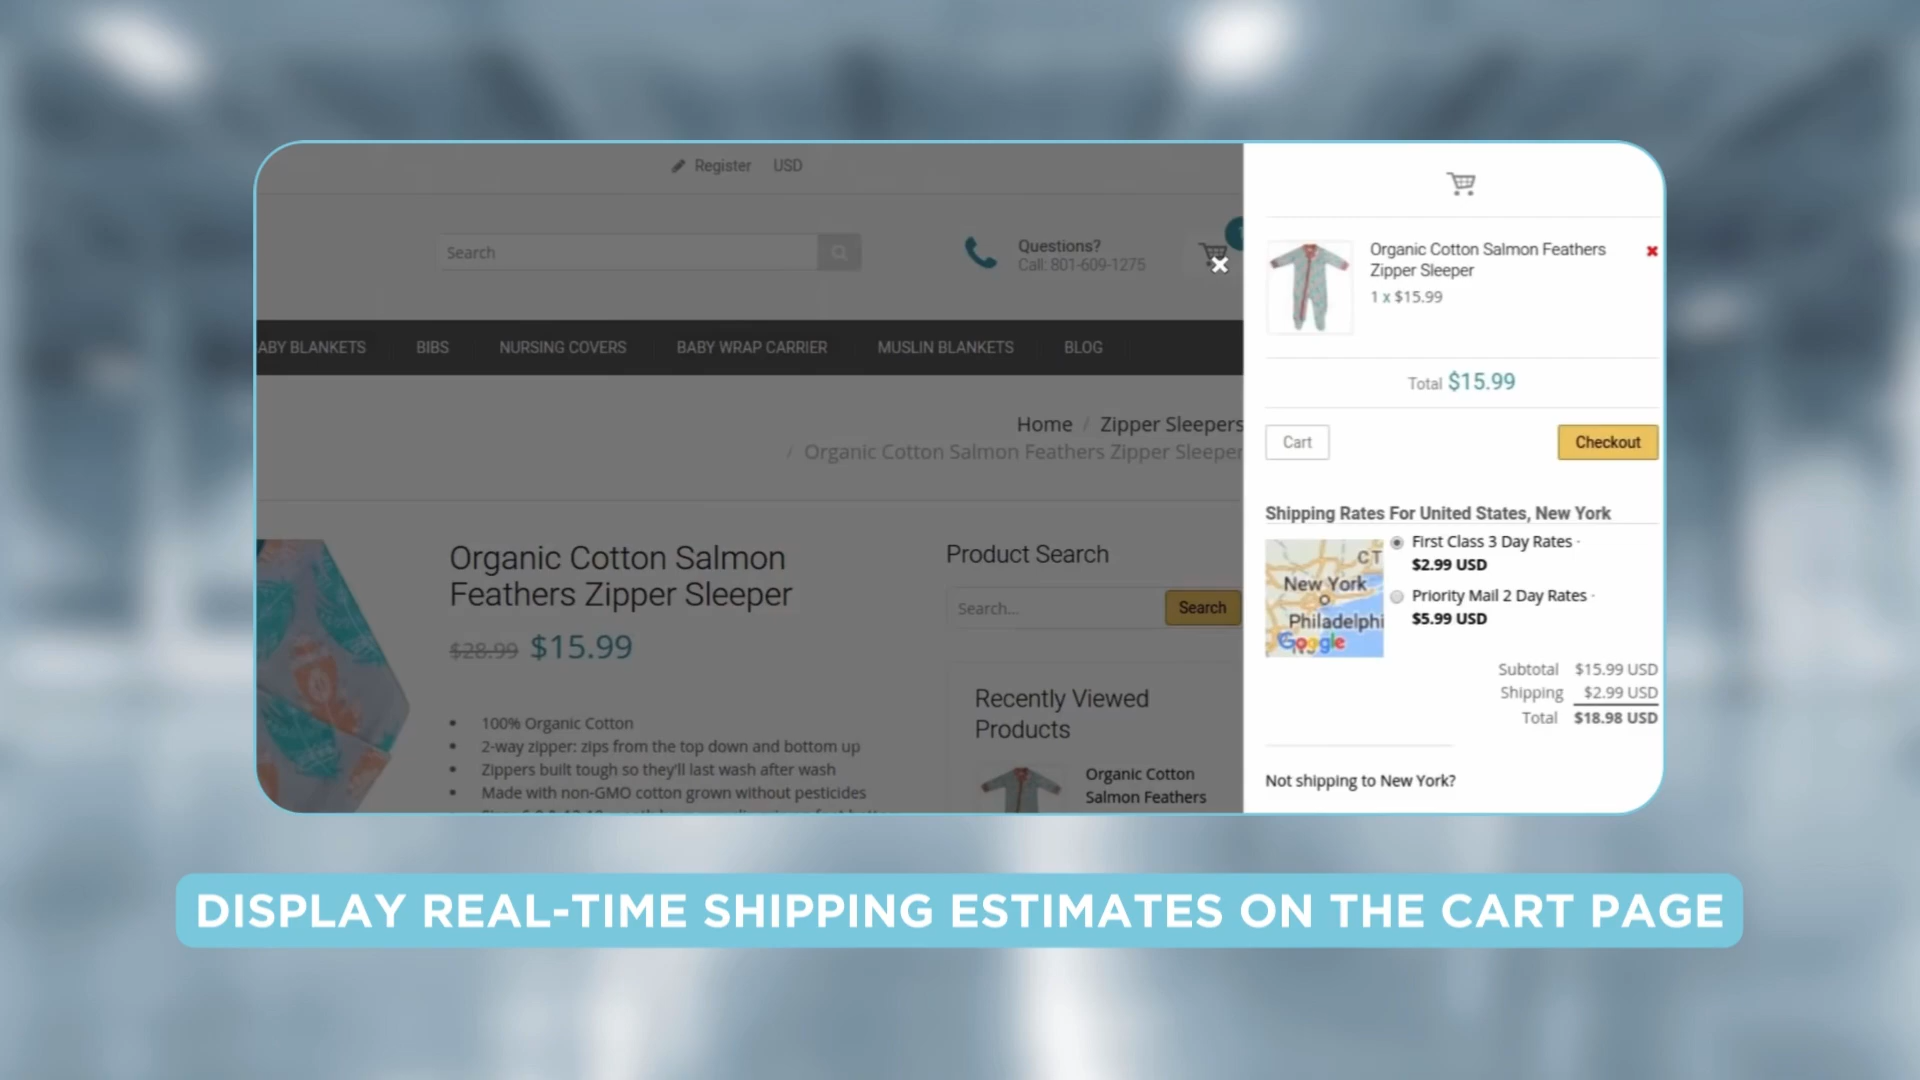 Register USD
Search
Questions?
Call: 801-609-1275
ABY BLANKETS BIBS NURSING COVERS BABY WRAP CARRIER MUSLIN BLANKETS BLOG
Home / Zipper Sleepers
/ Organic Cotton Salmon Feathers Zipper Sleeper
Organic Cotton Salmon
Feathers Zipper Sleeper
$28.99 $15.99
• 100% Organic Cotton
• 2-way zipper: zips from the top down and bottom up
• Zippers built tough so they'll last wash after wash
• Made with non-GMO cotton grown without pesticides
Product Search
Search... Search
Recently Viewed
Products
Organic Cotton
Salmon Feathers
Organic Cotton Salmon Feathers
Zipper Sleeper
1 x $15.99
Total $15.99
Cart Checkout
Shipping Rates For United States, New York
CT
New York
Philadelphi
Google
First Class 3 Day Rates ·
$2.99 USD
Priority Mail 2 Day Rates ·
$5.99 USD
Subtotal $15.99 USD
Shipping $2.99 USD
Total $18.98 USD
Not shipping to New York?
DISPLAY REAL-TIME SHIPPING ESTIMATES ON THE CART PAGE